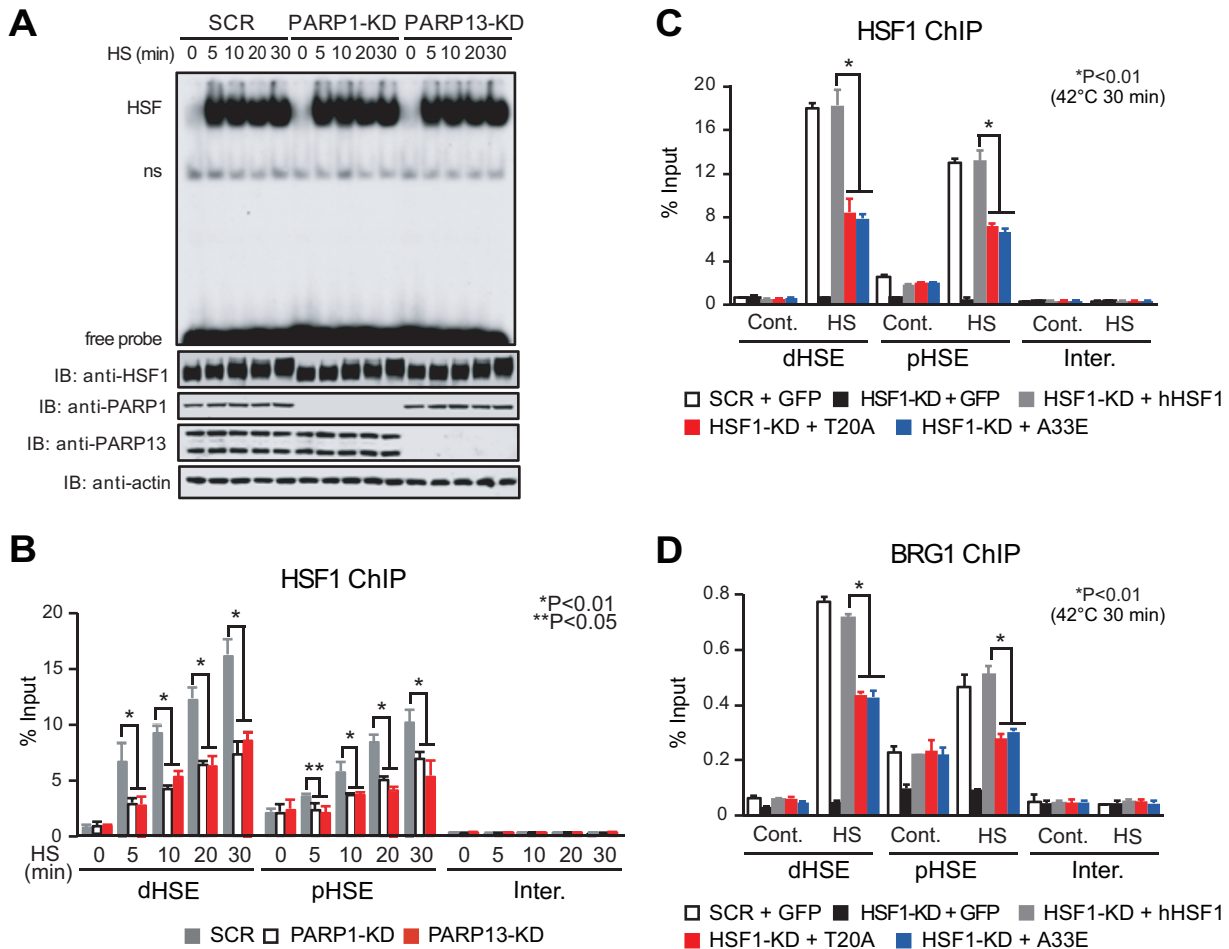 A
SCR PARP1-KD PARP13-KD
HS (min) 0 5 10 20 30 0 5 10 20 30 0 5 10 20 30
HSF
ns
free probe
IB: anti-HSF1
IB: anti-PARP1
IB: anti-PARP13
IB: anti-actin
B
HSF1 ChIP
*P<0.01
**P<0.05
% Input
20
15
10
5
0
* * * * ** * * *
HS (min) 0 5 10 20 30 0 5 10 20 30 0 5 10 20 30
dHSE pHSE Inter.
SCR PARP1-KD PARP13-KD
C
HSF1 ChIP
*P<0.01
(42°C 30 min)
% Input
20
16
12
8
4
0
* *
Cont. HS Cont. HS Cont. HS
dHSE pHSE Inter.
SCR + GFP HSF1-KD + GFP HSF1-KD + hHSF1
HSF1-KD + T20A HSF1-KD + A33E
D
BRG1 ChIP
*P<0.01
(42°C 30 min)
% Input
0.8
0.6
0.4
0.2
0
* *
Cont. HS Cont. HS Cont. HS
dHSE pHSE Inter.
SCR + GFP HSF1-KD + GFP HSF1-KD + hHSF1
HSF1-KD + T20A HSF1-KD + A33E